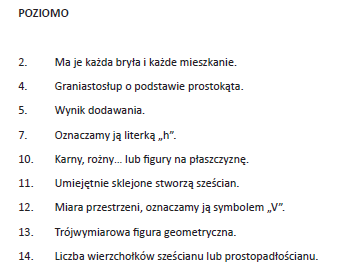 POZIOMO
2. Ma je każda bryła i każde mieszkanie.
4. Graniastosłup o podstawie prostokąta.
5. Wynik dodawania.
7. Oznaczamy ją literką „h”.
10. Karny, rożny... lub figury na płaszczyznę.
11. Umiejętnie sklejone stworzą sześcian.
12. Miara przestrzeni, oznaczamy ją symbolem „V”.
13. Trójwymiarowa figura geometryczna.
14. Liczba wierzchołków sześcianu lub prostopadłościanu.